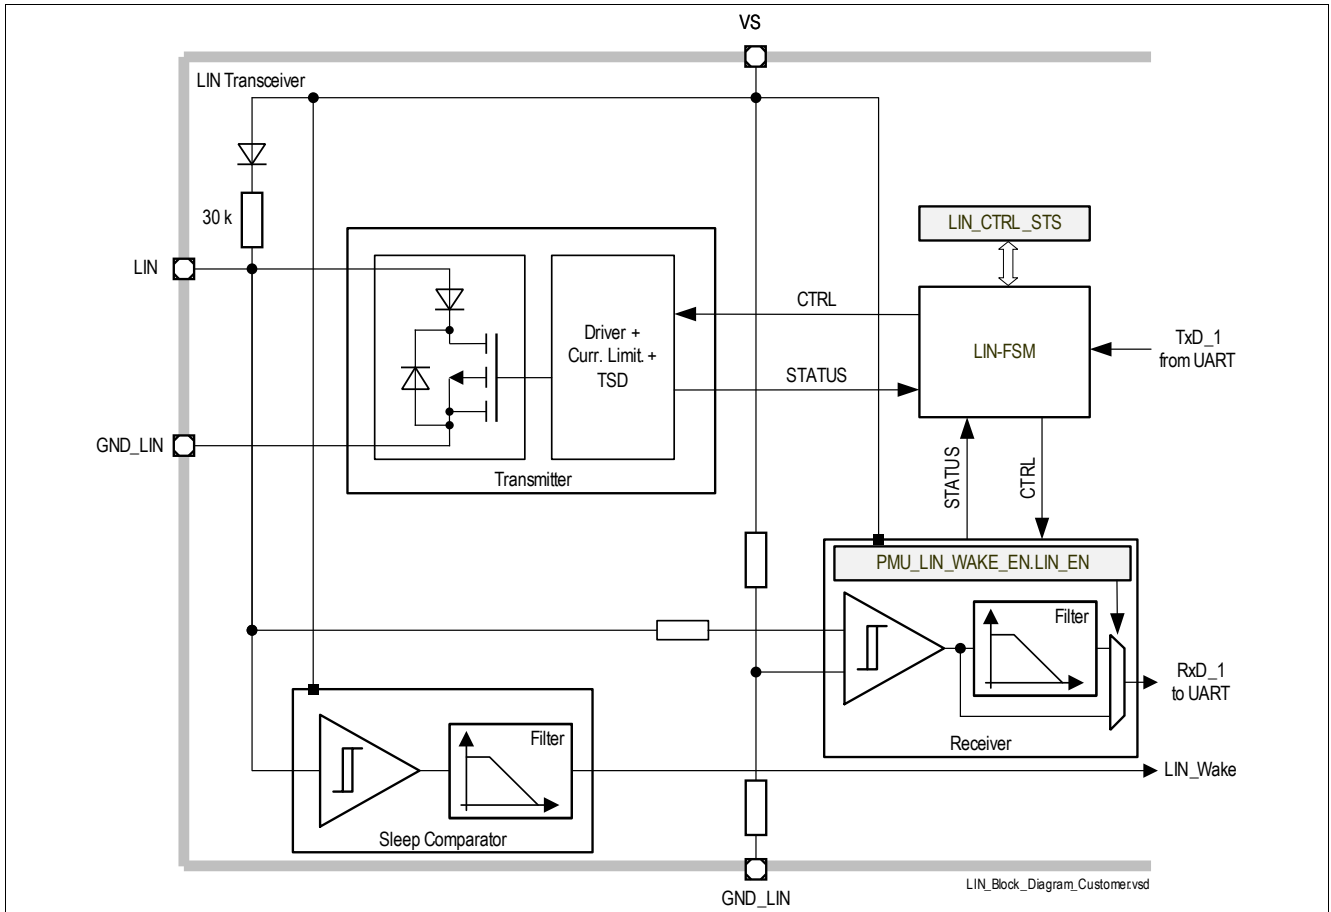 VS
LIN Transceiver
30 k
LIN_CTRL_STS
LIN
CTRL
TxD_1
from UART
Driver +
Curr. Limit. +
TSD
LIN-FSM
STATUS
GND_LIN
Transmitter
STATUS
CTRL
PMU_LIN_WAKE_EN.LIN_EN
Filter
RxD_1
to UART
Receiver
Filter
LIN_Wake
Sleep Comparator
LIN_Block_Diagram_Customer.vsd
GND_LIN